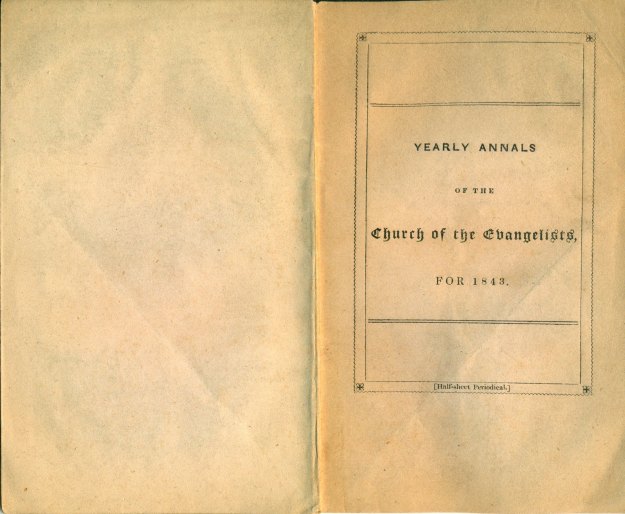 YEARLY ANNALS
OF THE
Church of the Evangelists,
FOR 1843.
[Half-sheet Periodical.]